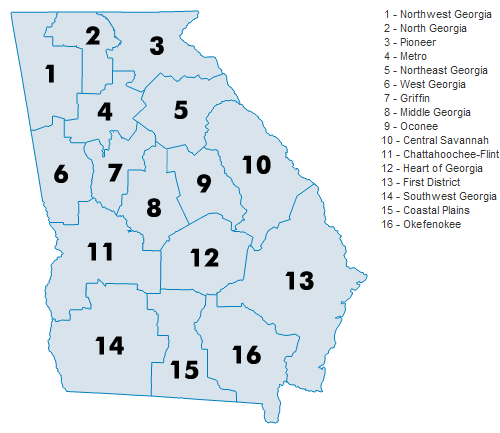 1 - Northwest Georgia
2 - North Georgia
3 - Pioneer
4 - Metro
5 - Northeast Georgia
6 - West Georgia
7 - Griffin
8 - Middle Georgia
9 - Oconee
10 - Central Savannah
11 - Chattahoochee-Flint
12 - Heart of Georgia
13 - First District
14 - Southwest Georgia
15 - Coastal Plains
16 - Okefenokee
2
3
1
4
5
6
7
10
9
8
11
12
13
14
16
15